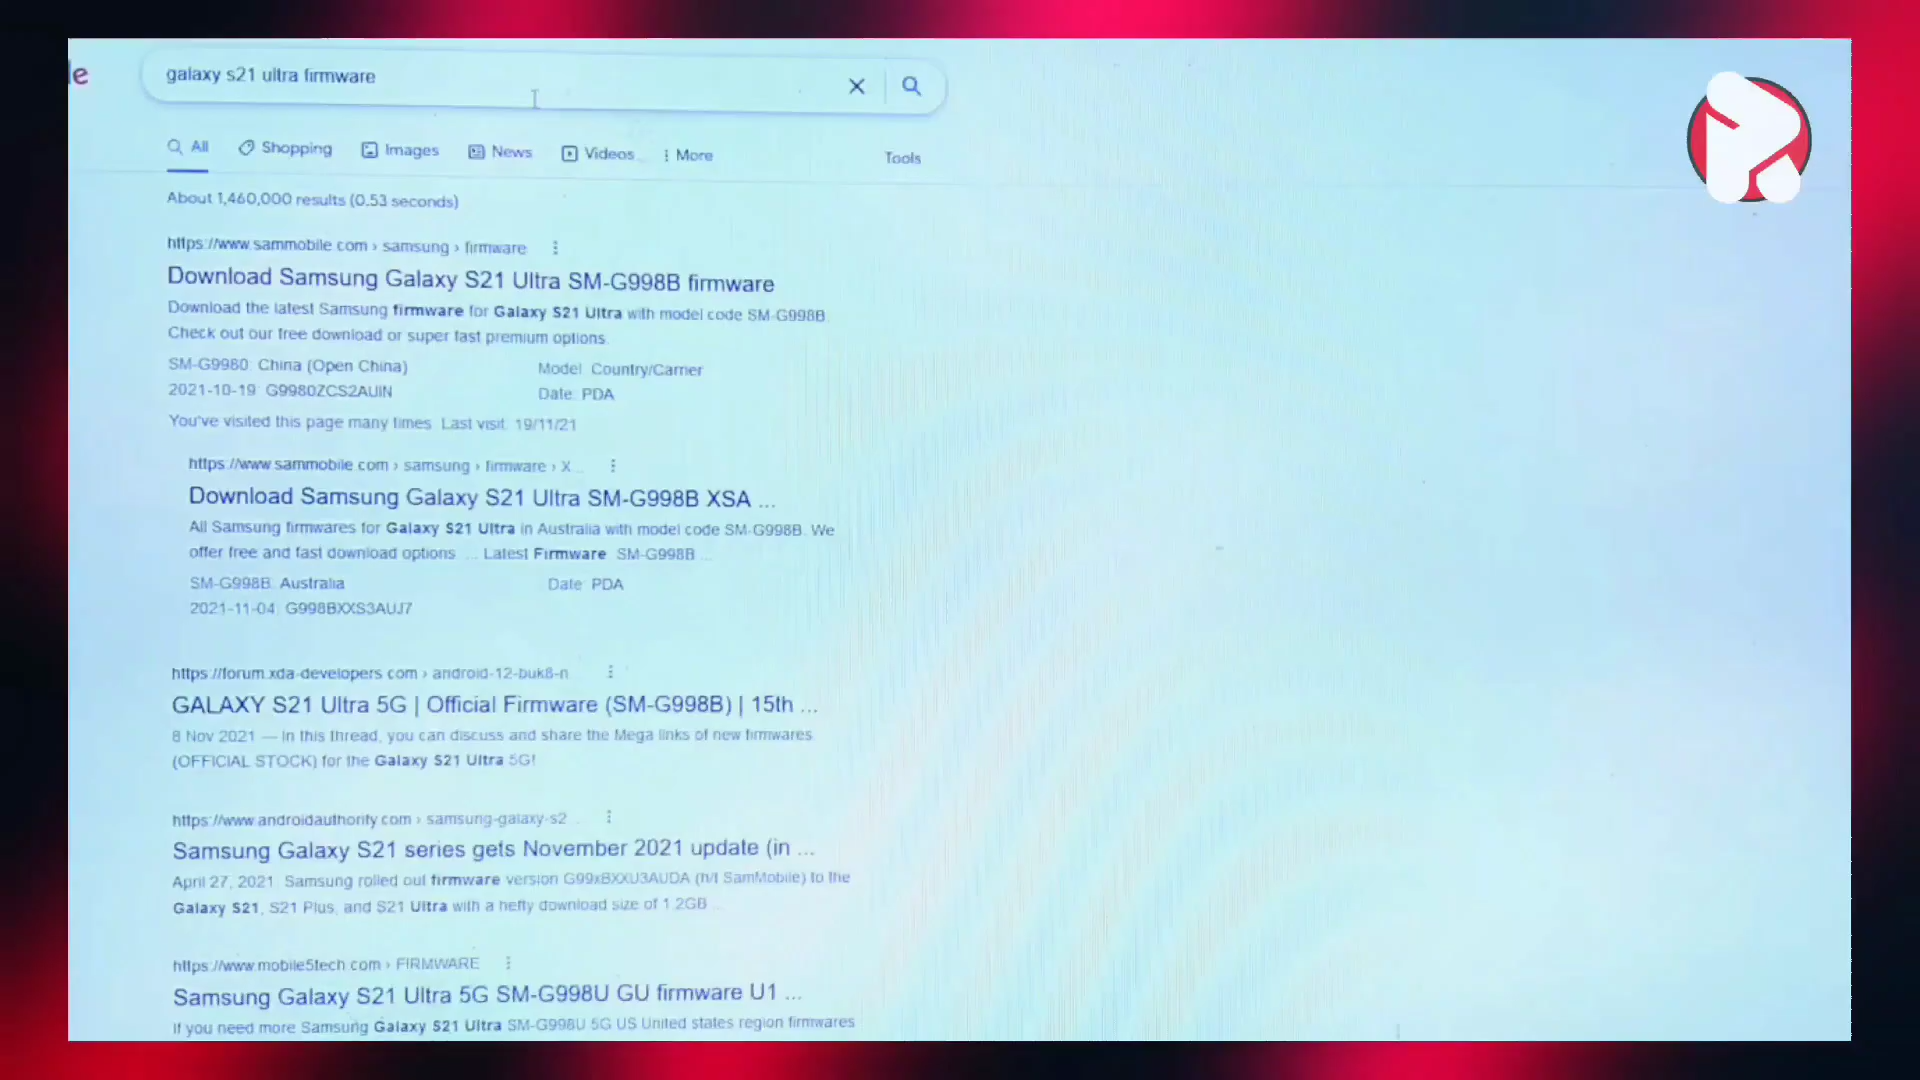 le
galaxy s21 ultra firmware
All Shopping Images News Videos More Tools
About 1,460,000 results (0.53 seconds)
https://www.sammobile.com › samsung › firmware
Download Samsung Galaxy S21 Ultra SM-G998B firmware
Download the latest Samsung firmware for Galaxy S21 Ultra with model code SM-G998B.
Check out our free download or super fast premium options.
SM-G9980: China (Open China) Model: Country/Carrier
2021-10-19: G9980ZCS2AUIN Date: PDA
You've visited this page many times. Last visit: 19/11/21
https://www.sammobile.com › samsung › firmware › X...
Download Samsung Galaxy S21 Ultra SM-G998B XSA ...
All Samsung firmwares for Galaxy S21 Ultra in Australia with model code SM-G998B. We
offer free and fast download options. ... Latest Firmware. SM-G998B ...
SM-G998B: Australia Date: PDA
2021-11-04: G998BXXS3AUJ7
https://forum.xda-developers.com › android-12-buk8-n...
GALAXY S21 Ultra 5G | Official Firmware (SM-G998B) | 15th ...
8 Nov 2021 — In this thread, you can discuss and share the Mega links of new firmwares
(OFFICIAL STOCK) for the Galaxy S21 Ultra 5G!
https://www.androidauthority.com › samsung-galaxy-s2...
Samsung Galaxy S21 series gets November 2021 update (in ...
April 27, 2021: Samsung rolled out firmware version G99xBXXU3AUDA (h/t SamMobile) to the
Galaxy S21, S21 Plus, and S21 Ultra with a hefty download size of 1.2GB ...
https://www.mobile5tech.com › FIRMWARE
Samsung Galaxy S21 Ultra 5G SM-G998U GU firmware U1 ...
If you need more Samsung Galaxy S21 Ultra SM-G998U 5G US United states region firmwares